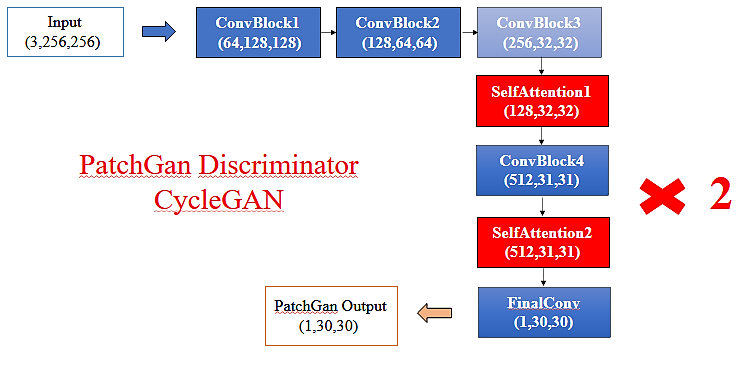 Input
(3,256,256)
ConvBlock1
(64,128,128)
ConvBlock2
(128,64,64)
ConvBlock3
(256,32,32)
SelfAttention1
(128,32,32)
PatchGan Discriminator
CycleGAN
ConvBlock4
(512,31,31)
2
SelfAttention2
(512,31,31)
PatchGan Output
(1,30,30)
FinalConv
(1,30,30)